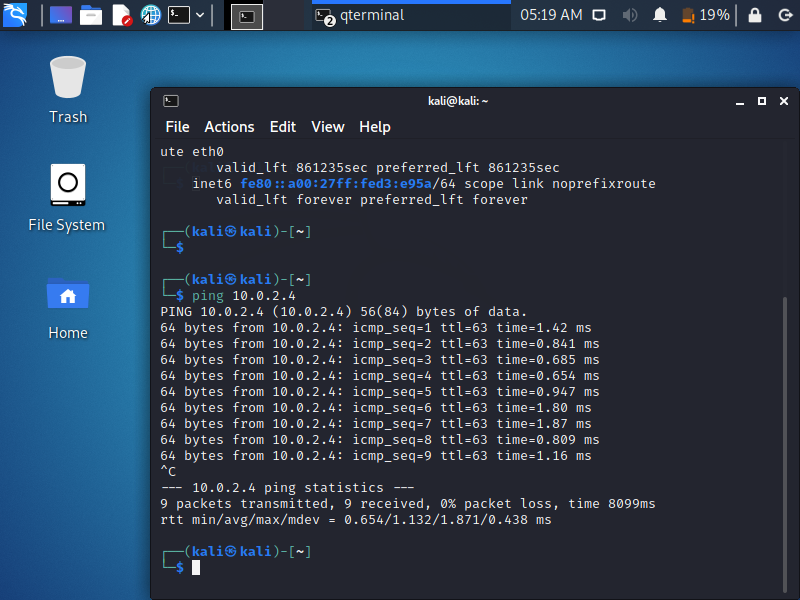 qterminal
2
05:19 AM
19%
Trash
File System
Home
kali@kali: ~
File Actions Edit View Help
ute eth0
valid_lft 861235sec preferred_lft 861235sec
inet6 fe80::a00:27ff:fed3:e95a/64 scope link noprefixroute
valid_lft forever preferred_lft forever
┌──(kali㉿kali)-[~]
└─$
┌──(kali㉿kali)-[~]
└─$ ping 10.0.2.4
PING 10.0.2.4 (10.0.2.4) 56(84) bytes of data.
64 bytes from 10.0.2.4: icmp_seq=1 ttl=63 time=1.42 ms
64 bytes from 10.0.2.4: icmp_seq=2 ttl=63 time=0.841 ms
64 bytes from 10.0.2.4: icmp_seq=3 ttl=63 time=0.685 ms
64 bytes from 10.0.2.4: icmp_seq=4 ttl=63 time=0.654 ms
64 bytes from 10.0.2.4: icmp_seq=5 ttl=63 time=0.947 ms
64 bytes from 10.0.2.4: icmp_seq=6 ttl=63 time=1.80 ms
64 bytes from 10.0.2.4: icmp_seq=7 ttl=63 time=1.87 ms
64 bytes from 10.0.2.4: icmp_seq=8 ttl=63 time=0.809 ms
64 bytes from 10.0.2.4: icmp_seq=9 ttl=63 time=1.16 ms
^C
--- 10.0.2.4 ping statistics ---
9 packets transmitted, 9 received, 0% packet loss, time 8099ms
rtt min/avg/max/mdev = 0.654/1.132/1.871/0.438 ms
┌──(kali㉿kali)-[~]
└─$